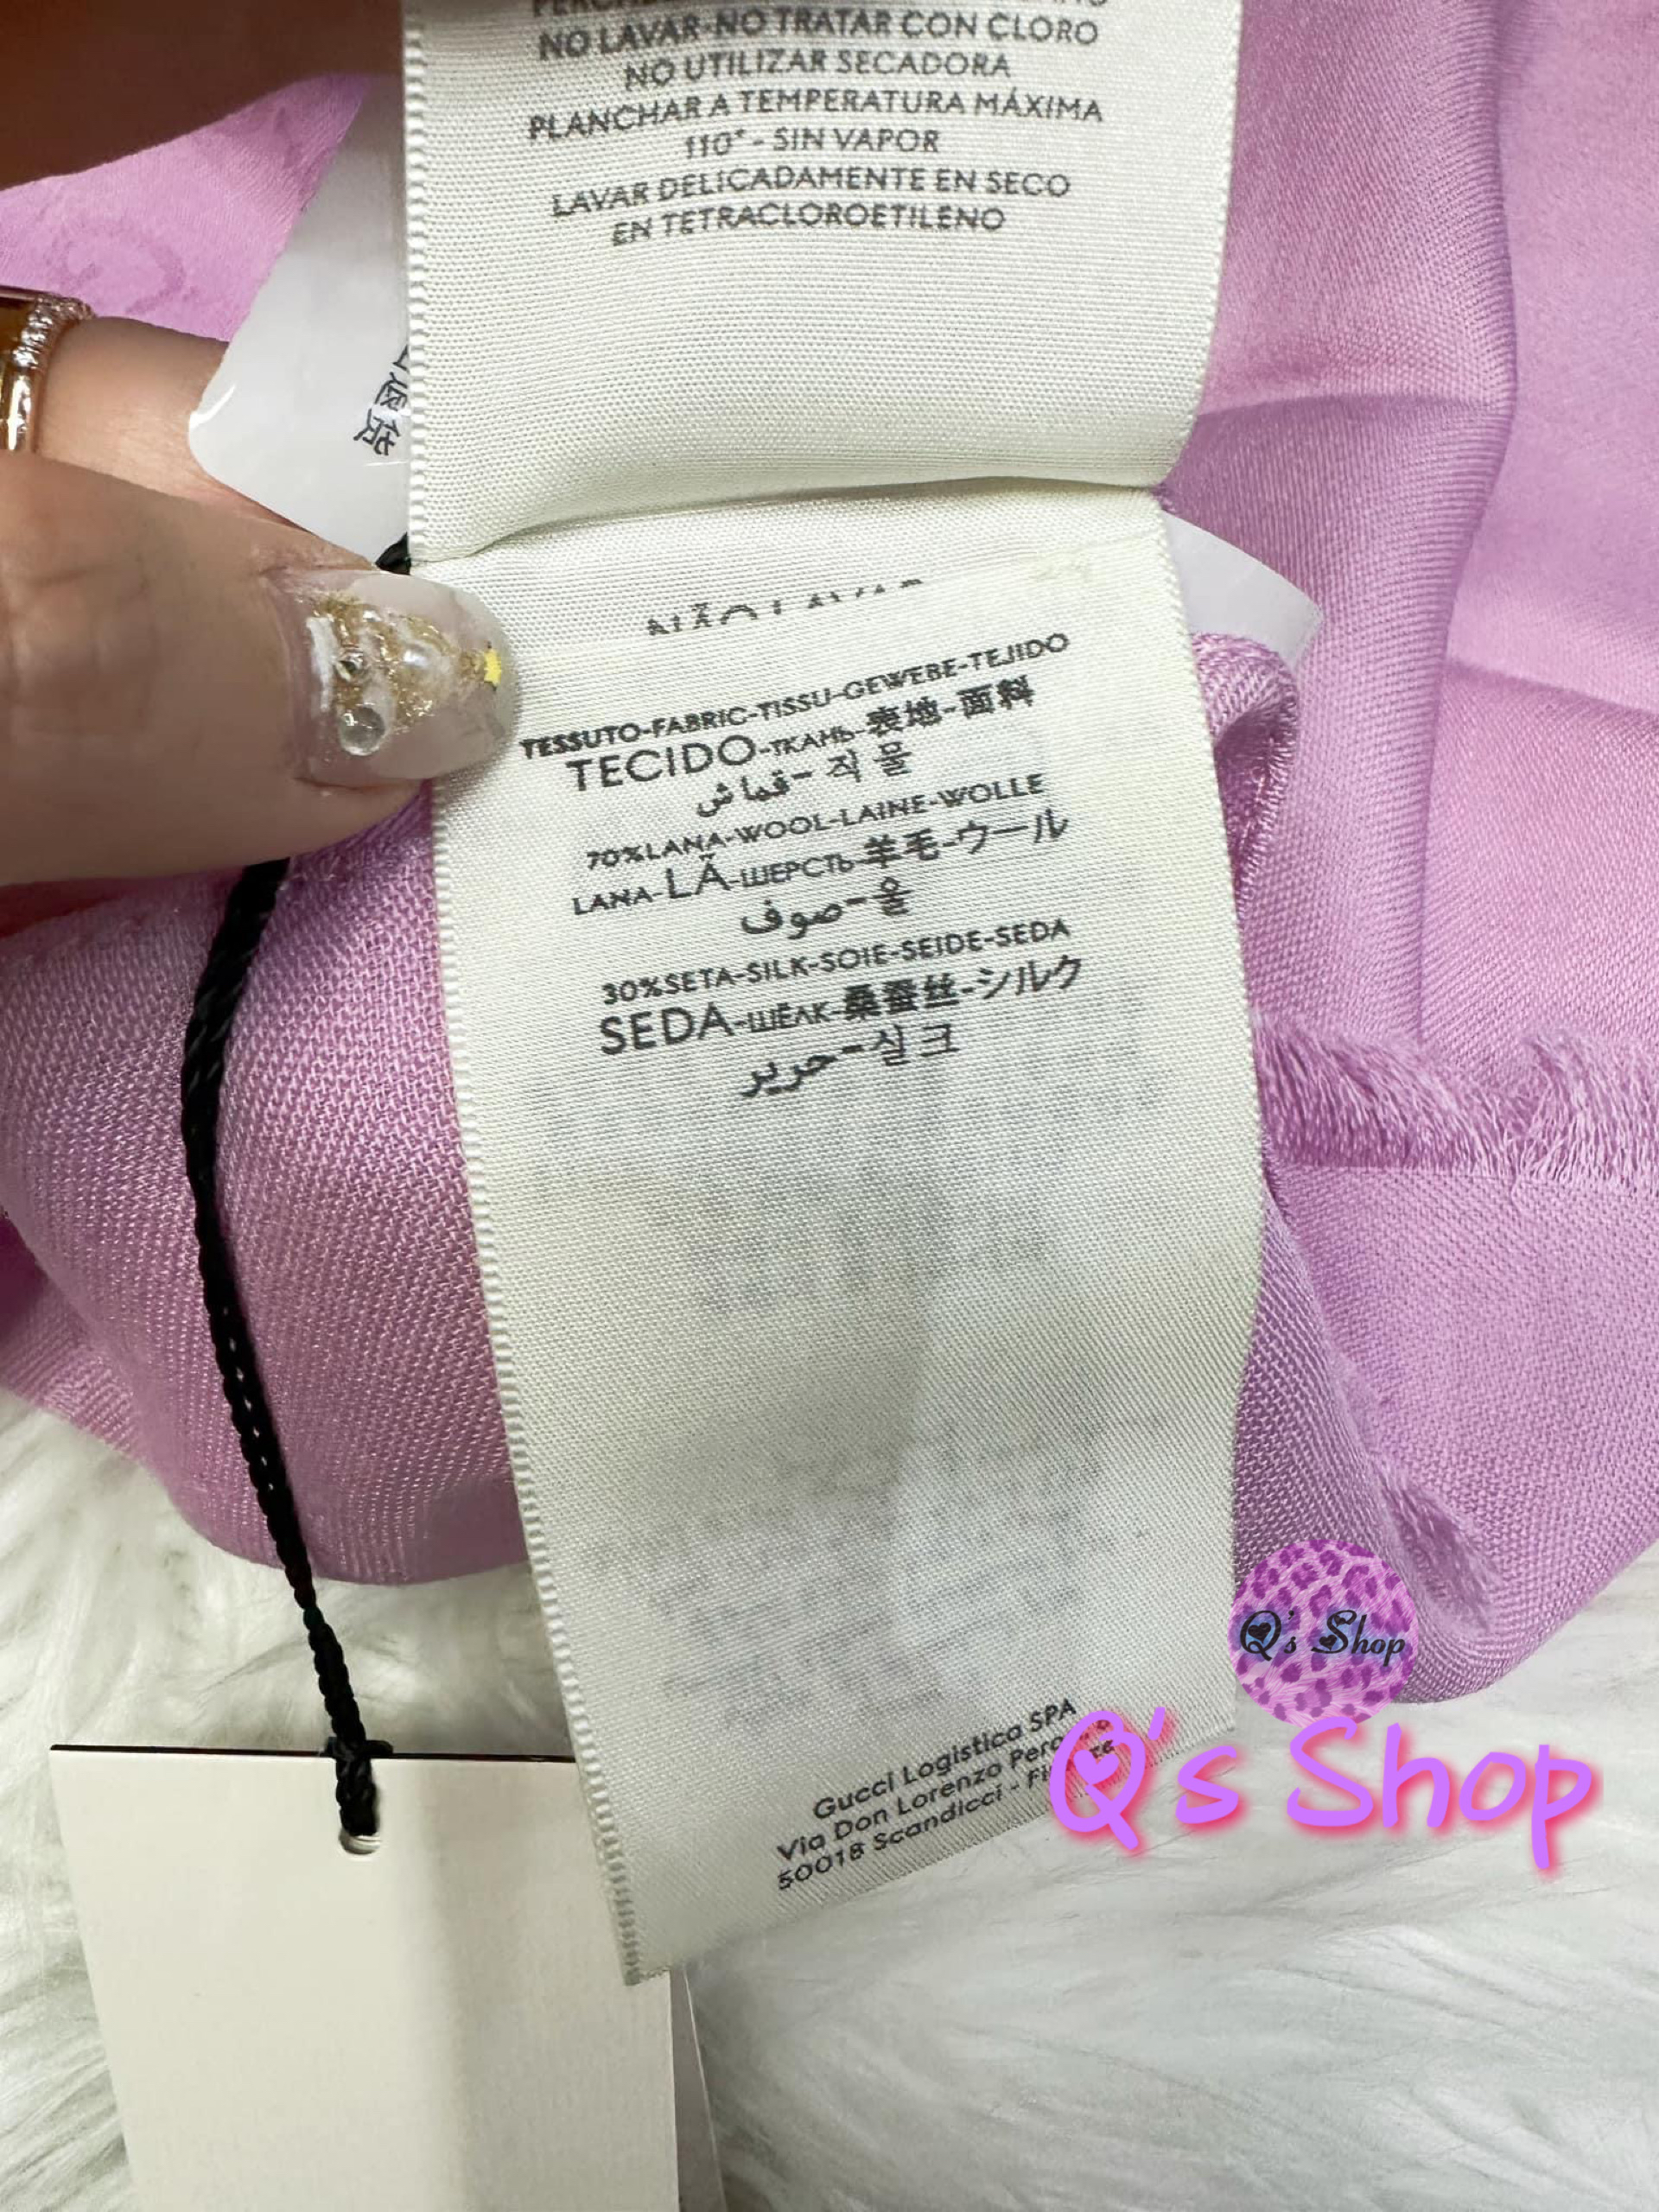 NO LAVAR-NO TRATAR CON CLORO
NO UTILIZAR SECADORA
PLANCHAR A TEMPERATURA MÁXIMA
110° - SIN VAPOR
LAVAR DELICADAMENTE EN SECO
EN TETRACLOROETILENO
退货
NÃO LAVAR
TESSUTO-FABRIC-TISSU-GEWEBE-TEJIDO
TECIDO-ТКАНЬ-表地-面料
قماش-직물
70%LANA-WOOL-LAINE-WOLLE
LANA-LÃ-ШЕРСТЬ-羊毛-ウール
صوف-울
30%SETA-SILK-SOIE-SEIDE-SEDA
SEDA-ШЁЛК-桑蚕丝-シルク
حرير-실크
Gucci Logistica SPA
Via Don Lorenzo
50018 Scandicci -
Q's Shop
Q's Shop